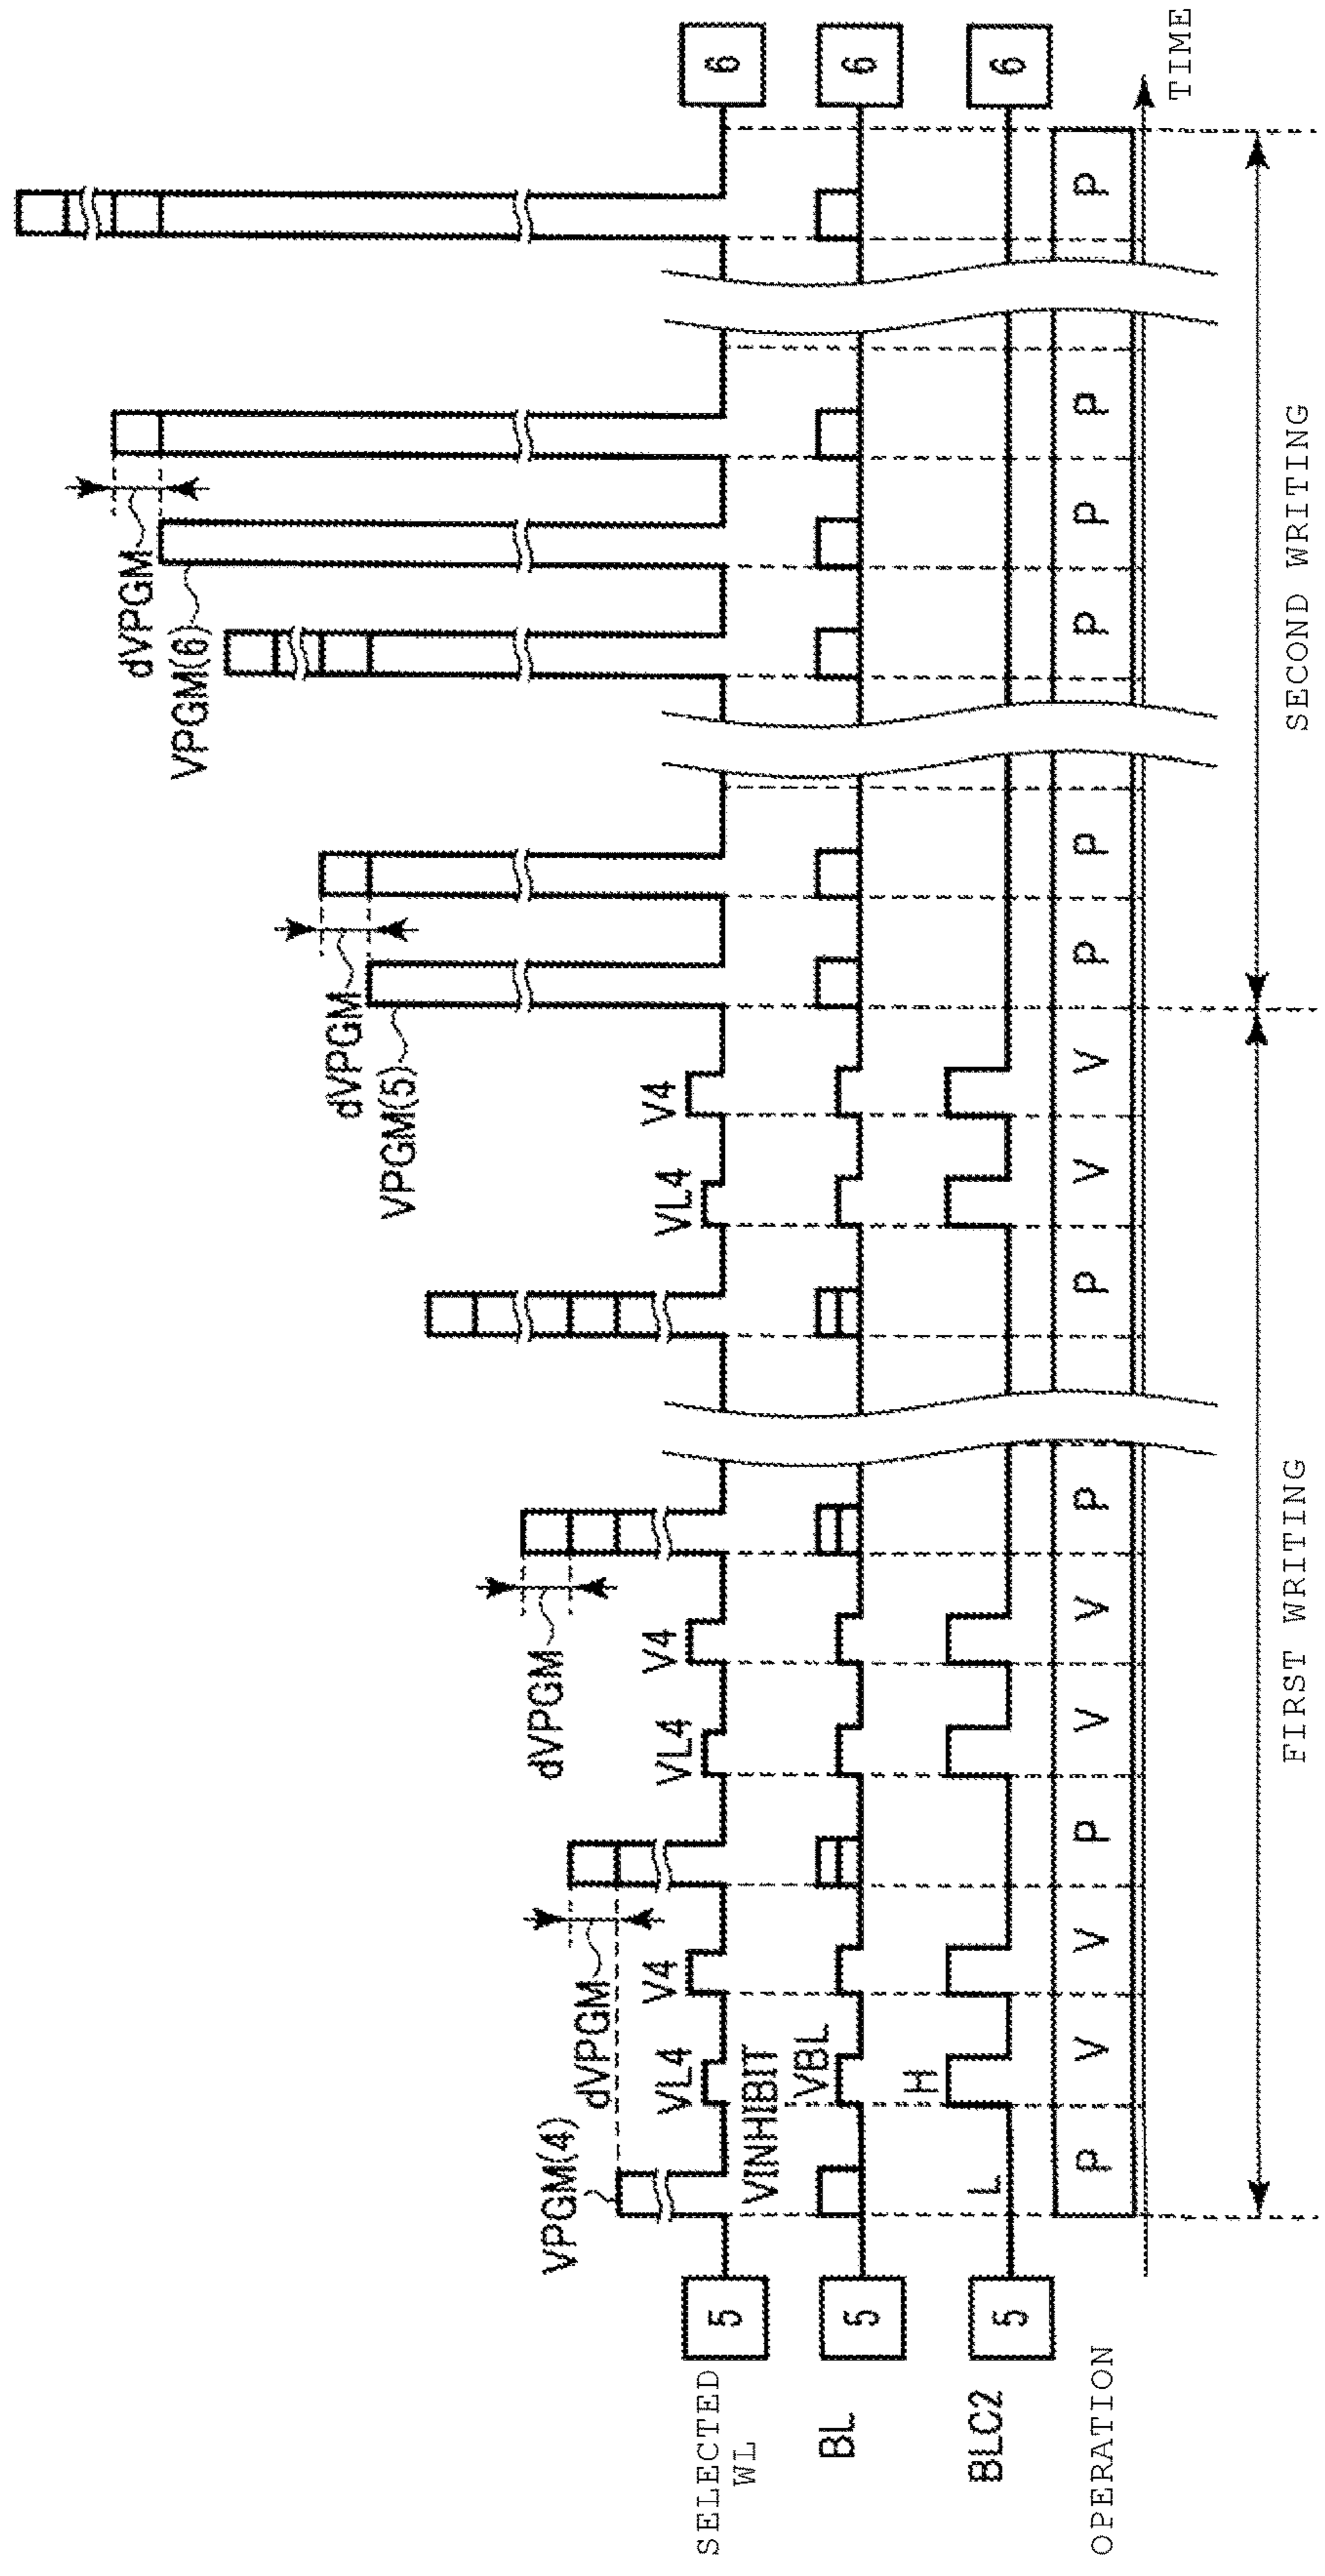 dVPGM
VPGM(6)
dVPGM
VPGM(5)
dVPGM
VPGM(4)
dVPGM
VL4
V4
VL4
V4
VL4
V4
SELECTED
WL
5
6
VINHIBIT
VBL
BL
5
6
H
L
BLC2
5
6
OPERATION
P V V P V V P P V V P P P P P P
TIME
FIRST WRITING
SECOND WRITING